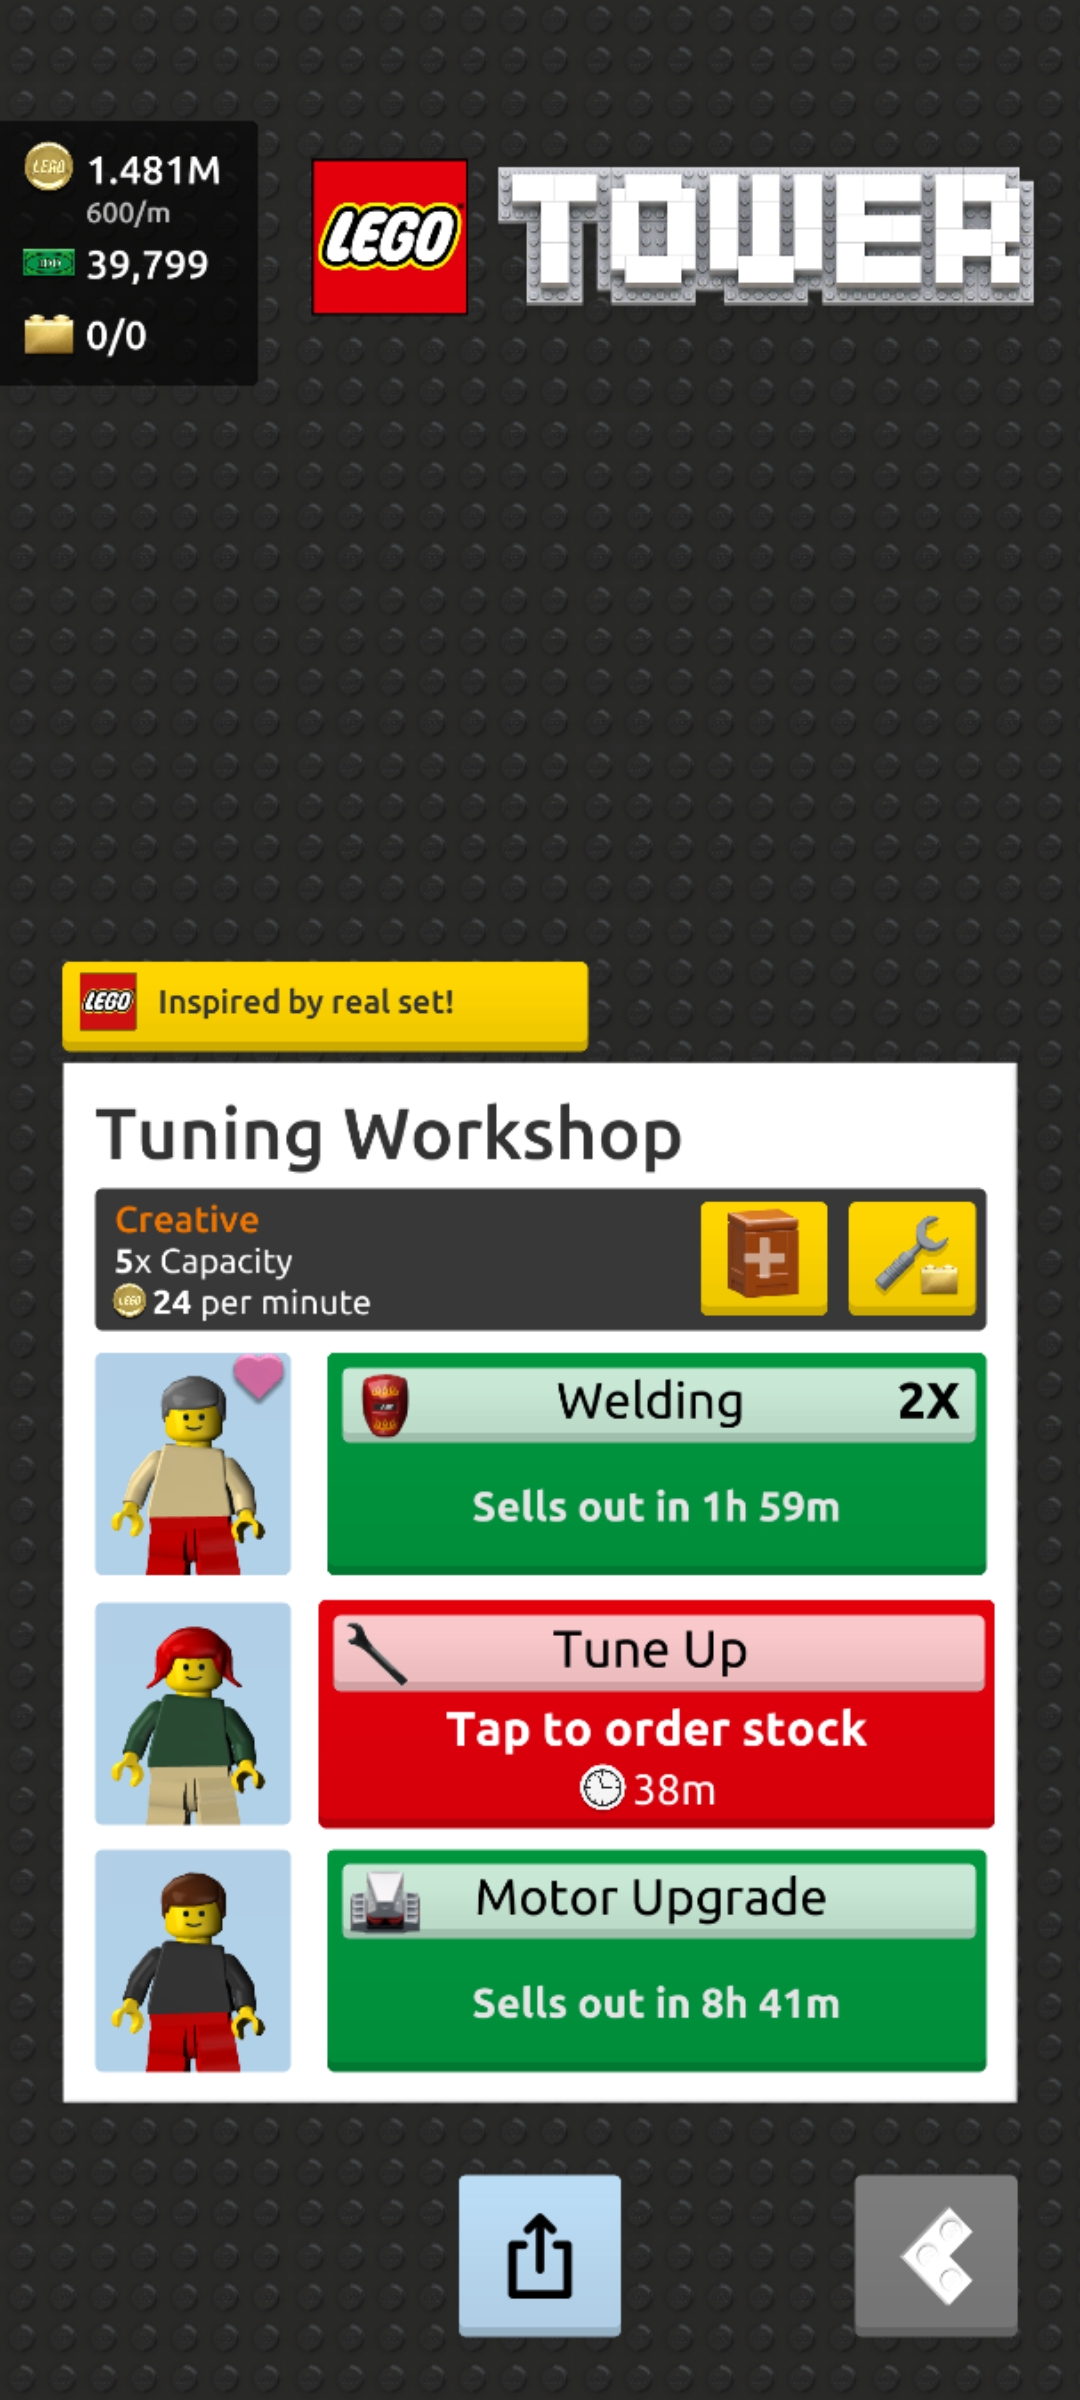 1.481M
600/m
39,799
0/0
LEGO
TOWER
LEGO Inspired by real set!
Tuning Workshop
Creative
5x Capacity
24 per minute
Welding 2X
Sells out in 1h 59m
Tune Up
Tap to order stock
38m
Motor Upgrade
Sells out in 8h 41m